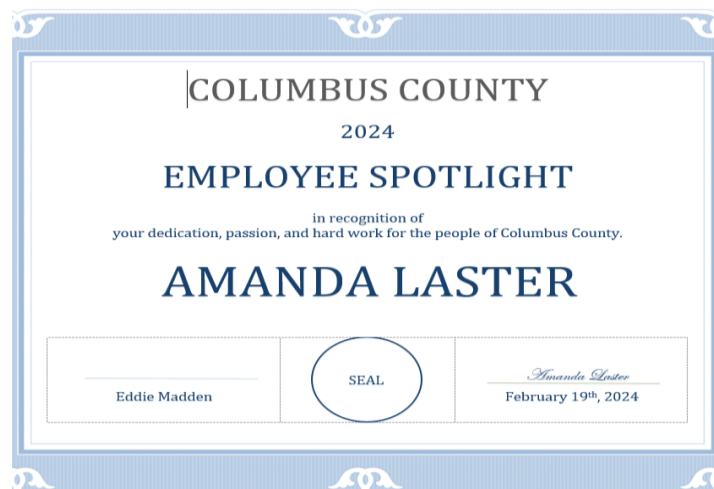 COLUMBUS COUNTY
2024
EMPLOYEE SPOTLIGHT
in recognition of
your dedication, passion, and hard work for the people of Columbus County.
AMANDA LASTER
Eddie Madden
SEAL
Amanda Laster
February 19th, 2024